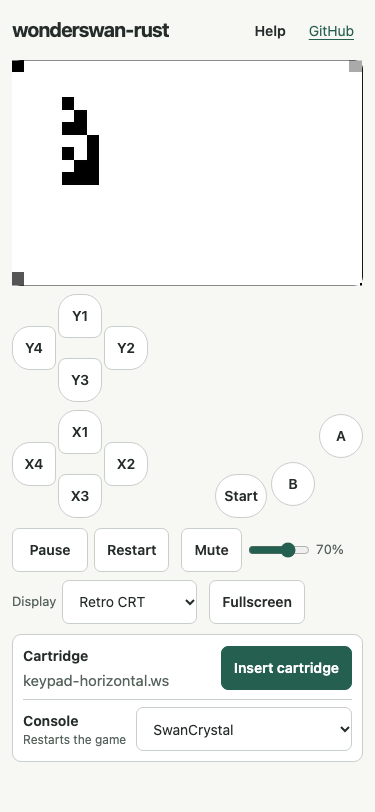 wonderswan-rust
Help
GitHub
Y1
Y4
Y2
Y3
X1
X4
X2
X3
A
B
Start
Pause
Restart
Mute
70%
Display
Retro CRT
Fullscreen
Cartridge
keypad-horizontal.ws
Insert cartridge
Console
Restarts the game
SwanCrystal